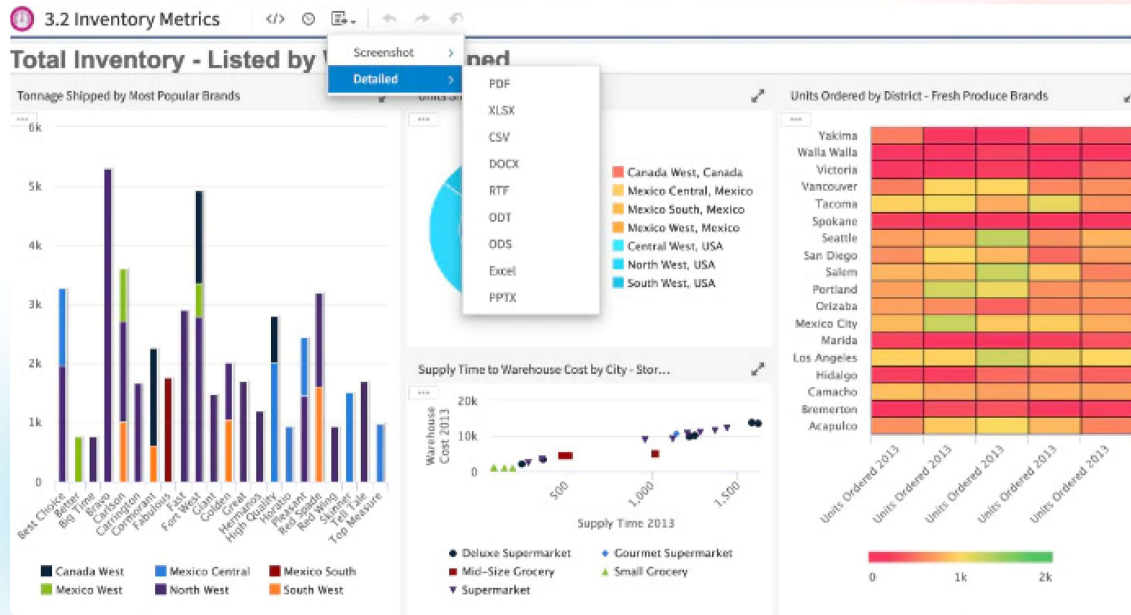 3.2 Inventory Metrics
</>
Total Inventory - Listed by
Screenshot
Detailed
PDF
XLSX
CSV
DOCX
RTF
ODT
ODS
Excel
PPTX
Tonnage Shipped by Most Popular Brands
6k
5k
4k
3k
2k
1k
0
Best Choice
Better
Big Time
Bravo
Carlson
Carrington
Cormorant
Fabulous
Fast
Fort West
Giant
Golden
Great
Hermanos
High Quality
Horatio
Pleasant
Red Spade
Red Wing
Skinner
Tell Tale
Top Measure
Canada West
Mexico Central
Mexico South
Mexico West
North West
South West
Canada West, Canada
Mexico Central, Mexico
Mexico South, Mexico
Mexico West, Mexico
Central West, USA
North West, USA
South West, USA
Supply Time to Warehouse Cost by City - Stor...
Warehouse
Cost 2013
20k
10k
0
500
1,000
1,500
Supply Time 2013
Deluxe Supermarket
Gourmet Supermarket
Mid-Size Grocery
Small Grocery
Supermarket
Units Ordered by District - Fresh Produce Brands
Yakima
Walla Walla
Victoria
Vancouver
Tacoma
Spokane
Seattle
San Diego
Salem
Portland
Orizaba
Mexico City
Marida
Los Angeles
Hidalgo
Camacho
Bremerton
Acapulco
Units Ordered 2013
Units Ordered 2013
Units Ordered 2013
Units Ordered 2013
Units Ordered 2013
0
1k
2k